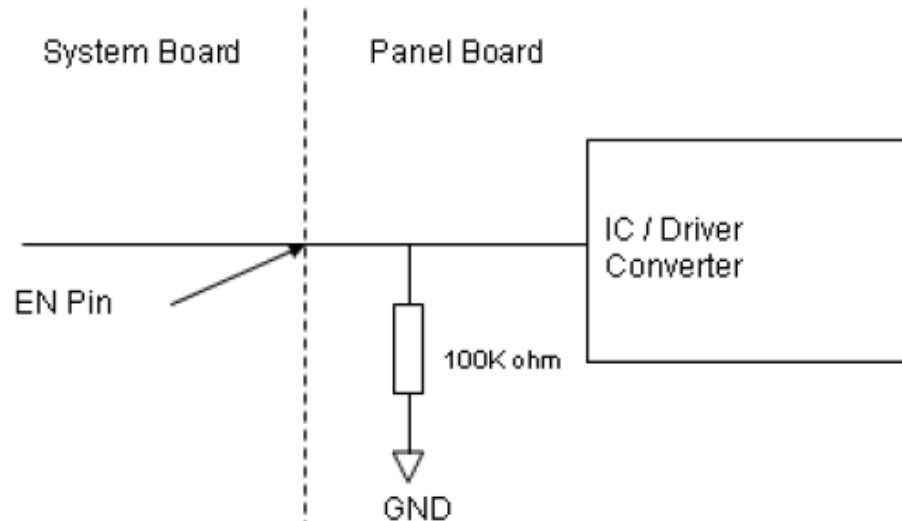 System Board
Panel Board
IC / Driver
Converter
EN Pin
100K ohm
GND